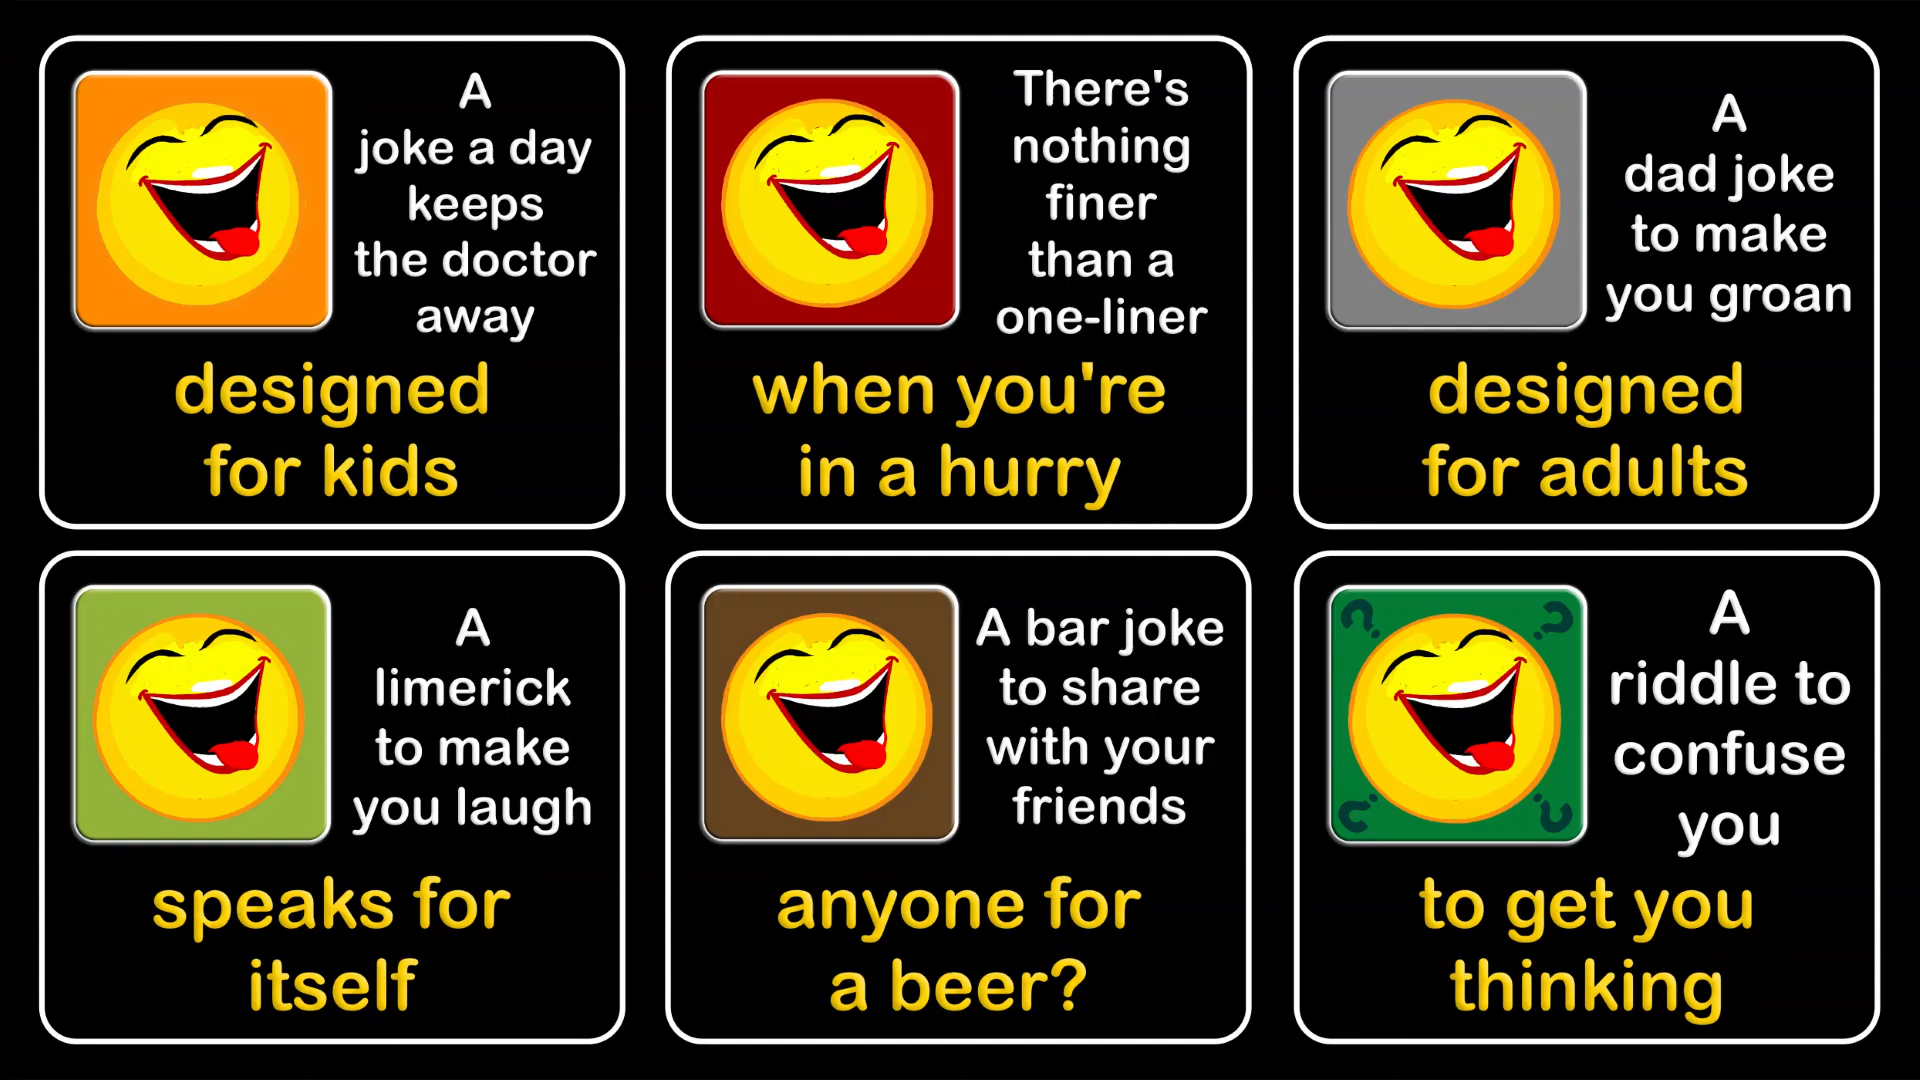 A
joke a day
keeps
the doctor
away
designed
for kids
There's
nothing
finer
than a
one-liner
when you're
in a hurry
A
dad joke
to make
you groan
designed
for adults
A
limerick
to make
you laugh
speaks for
itself
A bar joke
to share
with your
friends
anyone for
a beer?
? ?
? ?
A
riddle to
confuse
you
to get you
thinking